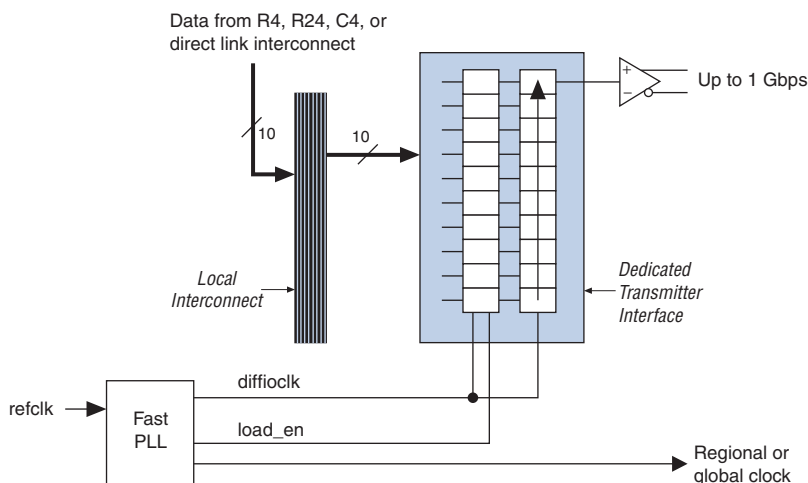 Data from R4, R24, C4, or
direct link interconnect
10
10
+
–
Up to 1 Gbps
Local
Interconnect
Dedicated
Transmitter
Interface
diffioclk
refclk
Fast
PLL
load_en
Regional or
global clock